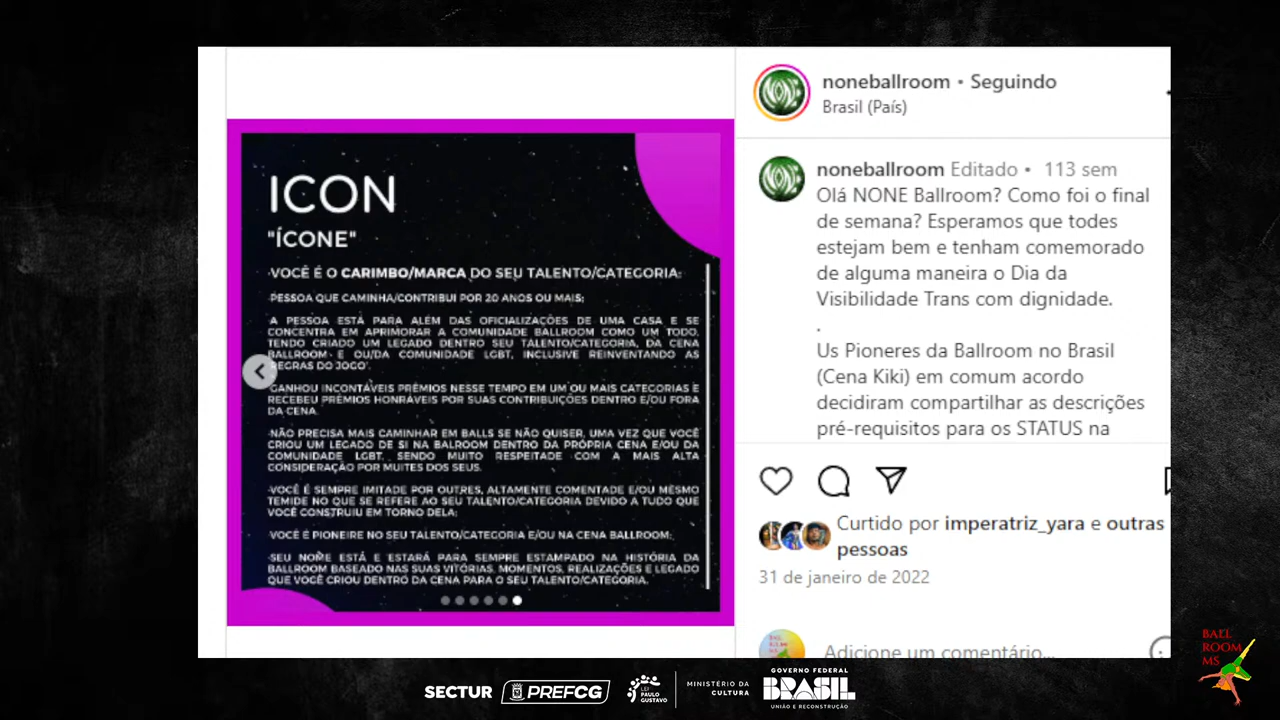 ICON
"ÍCONE"
·VOCÊ É O CARIMBO/MARCA DO SEU TALENTO/CATEGORIA;
·PESSOA QUE CAMINHA/CONTRIBUI POR 20 ANOS OU MAIS;
·A PESSOA ESTÁ PARA ALÉM DAS OFICIALIZAÇÕES DE UMA CASA E SE
CONCENTRA EM APRIMORAR A COMUNIDADE BALLROOM COMO UM TODO,
TENDO CRIADO UM LEGADO DENTRO SEU TALENTO/CATEGORIA, DA CENA
BALLROOM E OU/DA COMUNIDADE LGBT, INCLUSIVE REINVENTANDO AS
REGRAS DO JOGO'.
·GANHOU INCONTÁVEIS PRÊMIOS NESSE TEMPO EM UM OU MAIS CATEGORIAS E
RECEBEU PRÊMIOS HONRÁVEIS POR SUAS CONTRIBUIÇÕES DENTRO E/OU FORA
DA CENA.
·NÃO PRECISA MAIS CAMINHAR EM BALLS SE NÃO QUISER, UMA VEZ QUE VOCÊ
CRIOU UM LEGADO DE SI NA BALROOM DENTRO DA PRÓPRIA CENA E/OU DA
COMUNIDADE LGBT, SENDO MUITO RESPEITADE COM A MAIS ALTA
CONSIDERAÇÃO POR MUITES DOS SEUS.
·VOCÊ É SEMPRE IMITADE POR OUTRES, ALTAMENTE COMENTADE E/OU MESMO
TEMIDE NO QUE SE REFERE AO SEU TALENTO/CATEGORIA DEVIDO A TUDO QUE
VOCÊ CONSTRUIU EM TORNO DELA;
·VOCÊ É PIONEIRE NO SEU TALENTO/CATEGORIA E/OU NA CENA BALLROOM;
·SEU NOME ESTÁ E ESTARÁ PARA SEMPRE ESTAMPADO NA HISTÓRIA DA
BALLROOM BASEADO NAS SUAS VITÓRIAS, MOMENTOS, REALIZAÇÕES E LEGADO
QUE VOCÊ CRIOU DENTRO DA CENA PARA O SEU TALENTO/CATEGORIA.
noneballroom • Seguindo
Brasil (País)
noneballroom Editado • 113 sem
Olá NONE Ballroom? Como foi o final
de semana? Esperamos que todes
estejam bem e tenham comemorado
de alguma maneira o Dia da
Visibilidade Trans com dignidade.
.
Us Pioneres da Ballroom no Brasil
(Cena Kiki) em comum acordo
decidiram compartilhar as descrições
pré-requisitos para os STATUS na
Curtido por imperatriz_yara e outras
pessoas
31 de janeiro de 2022
Adicione um comentário...
SECTUR
PREFCG
LEI
PAULO
GUSTAVO
MINISTÉRIO DA
CULTURA
GOVERNO FEDERAL
BRASIL
UNIÃO E RECONSTRUÇÃO
BALL
ROOM
MS